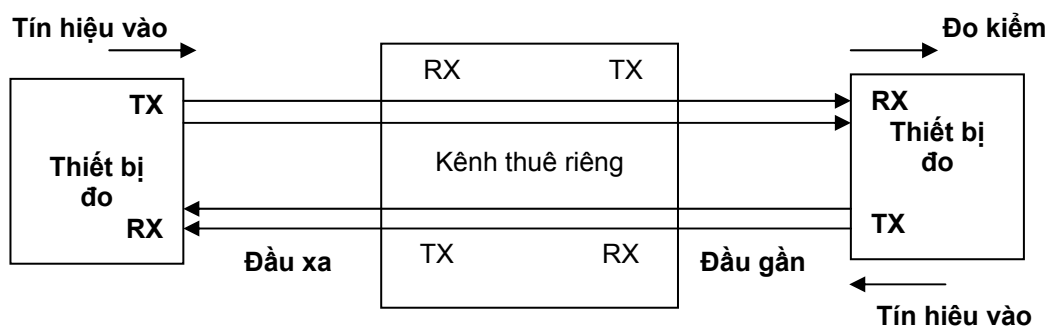 Tín hiệu vào
Đo kiểm
RX TX
TX
RX
Thiết bị
đo
Kênh thuê riêng
Thiết bị
đo
RX
TX
Đầu xa
TX RX
Đầu gần
Tín hiệu vào